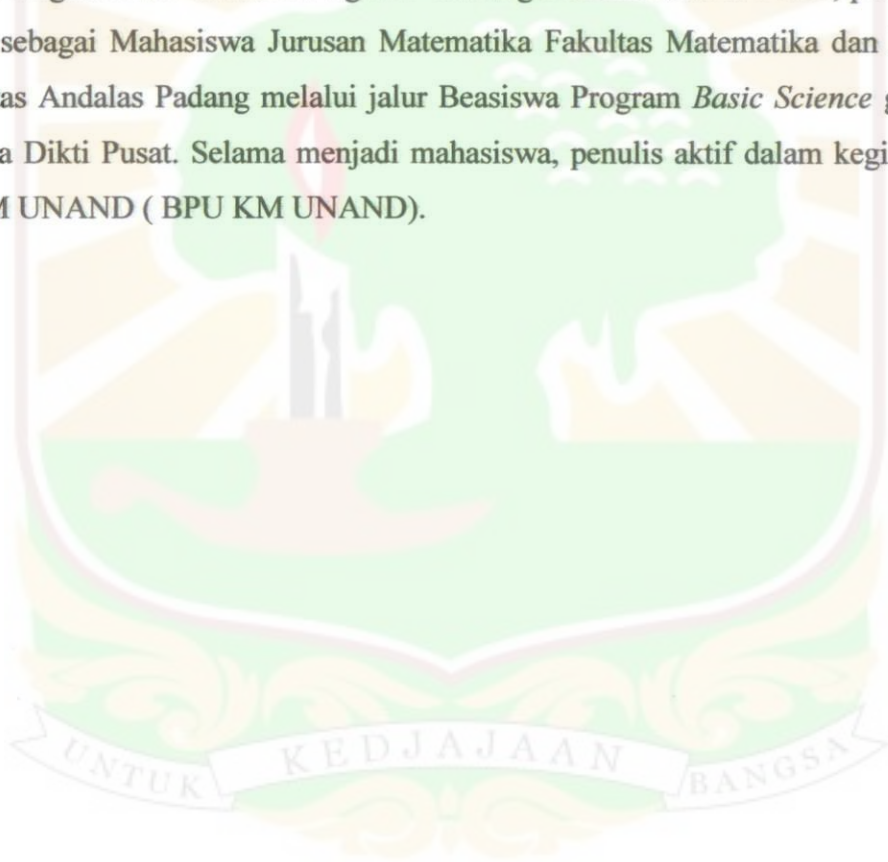 sebagai Mahasiswa Jurusan Matematika Fakultas Matematika dan
as Andalas Padang melalui jalur Beasiswa Program Basic Science
a Dikti Pusat. Selama menjadi mahasiswa, penulis aktif dalam kegi
M UNAND ( BPU KM UNAND).
UNTUK KEDJAJAAN BANGSA